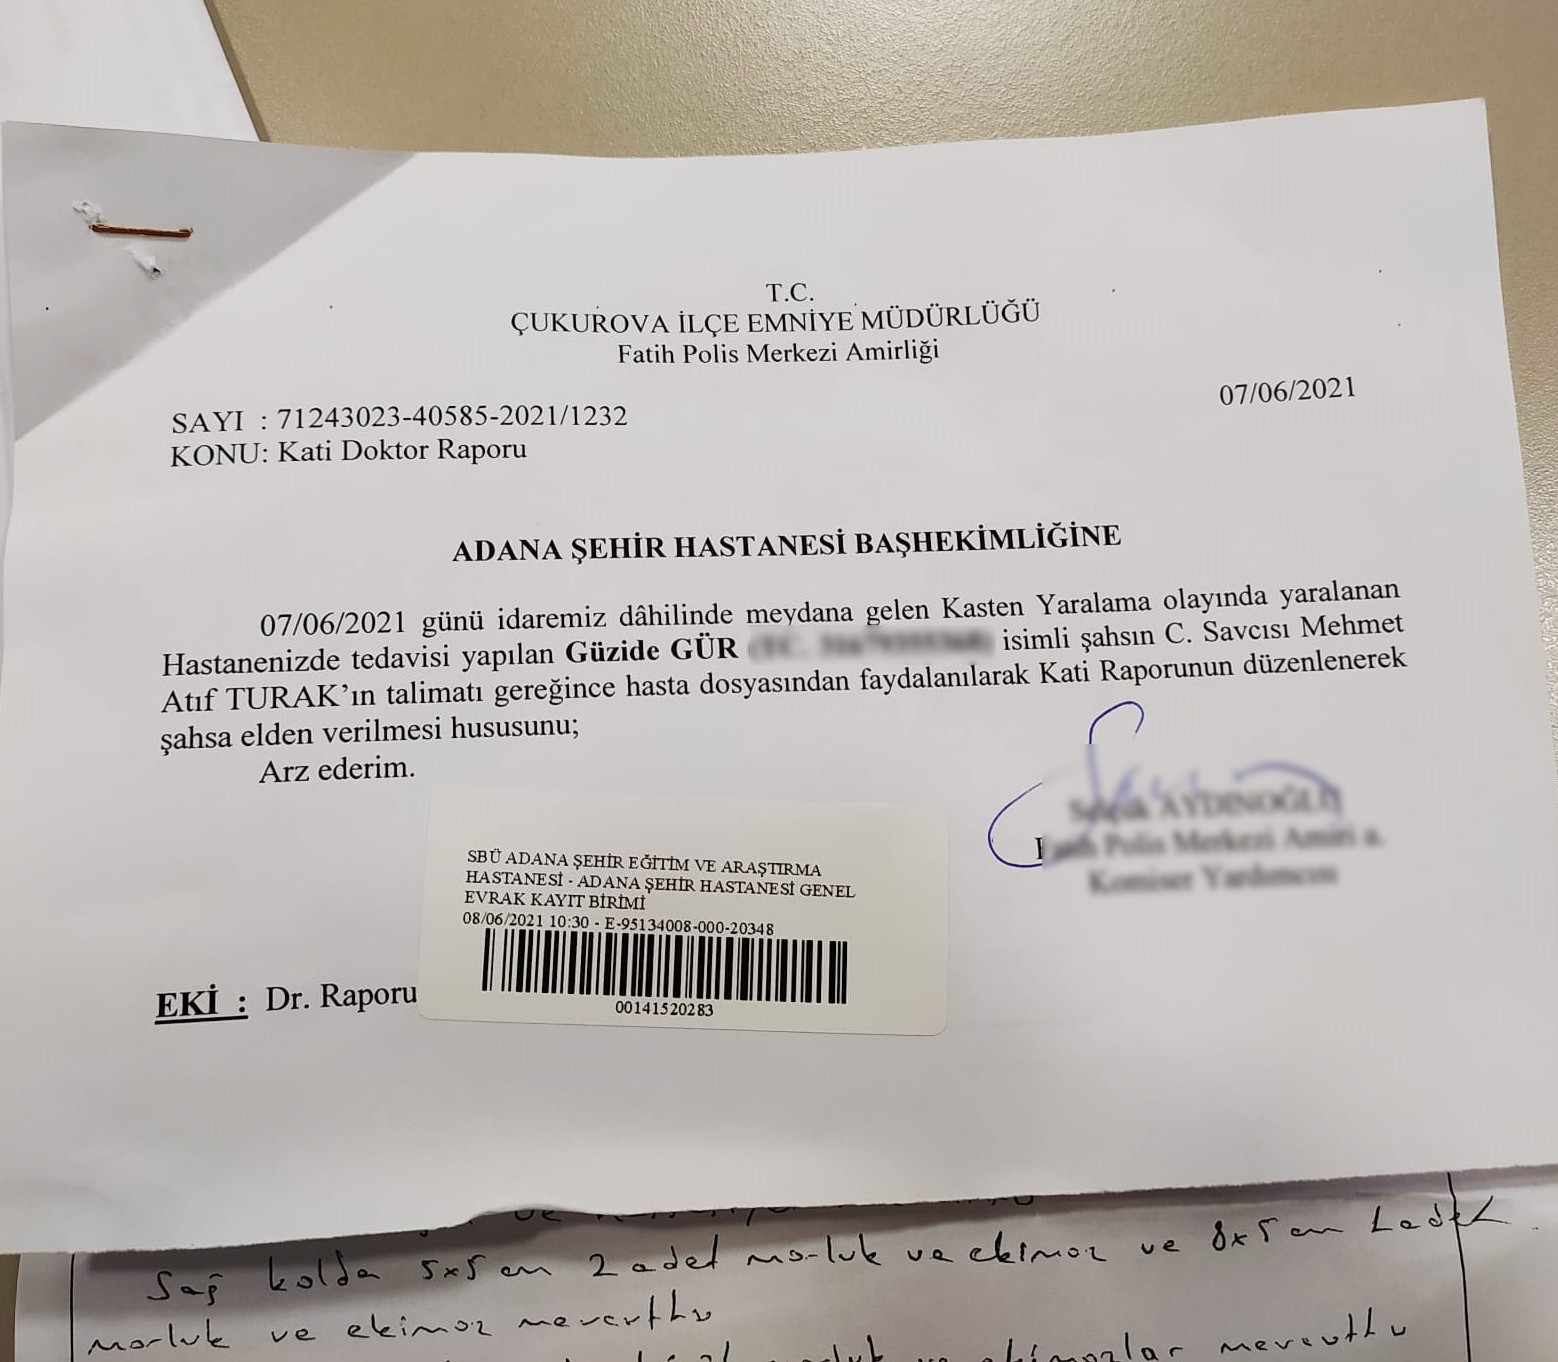 T.C.
ÇUKUROVA İLÇE EMNİYE MÜDÜRLÜĞÜ
Fatih Polis Merkezi Amirliği
07/06/2021
SAYI : 71243023-40585-2021/1232
KONU: Kati Doktor Raporu
ADANA ŞEHİR HASTANESİ BAŞHEKİMLİĞİNE
07/06/2021 günü idaremiz dâhilinde meydana gelen Kasten Yaralama olayında yaralanan
Hastanenizde tedavisi yapılan Güzide GÜR isimli şahsın C. Savcısı Mehmet
Atıf TURAK’ın talimatı gereğince hasta dosyasından faydalanılarak Kati Raporunun düzenlenerek
şahsa elden verilmesi hususunu;
Arz ederim.
SBÜ ADANA ŞEHİR EĞİTİM VE ARAŞTIRMA
HASTANESİ - ADANA ŞEHİR HASTANESİ GENEL
EVRAK KAYIT BİRİMİ
08/06/2021 10:30 - E-95134008-000-20348
00141520283
EKİ : Dr. Raporu
Sağ kolda 5x5 cm 2 adet morluk ve ekimoz ve 8x5 cm 1 adet
morluk ve ekimoz mevcuttu
ve ekimozlar mevcuttu